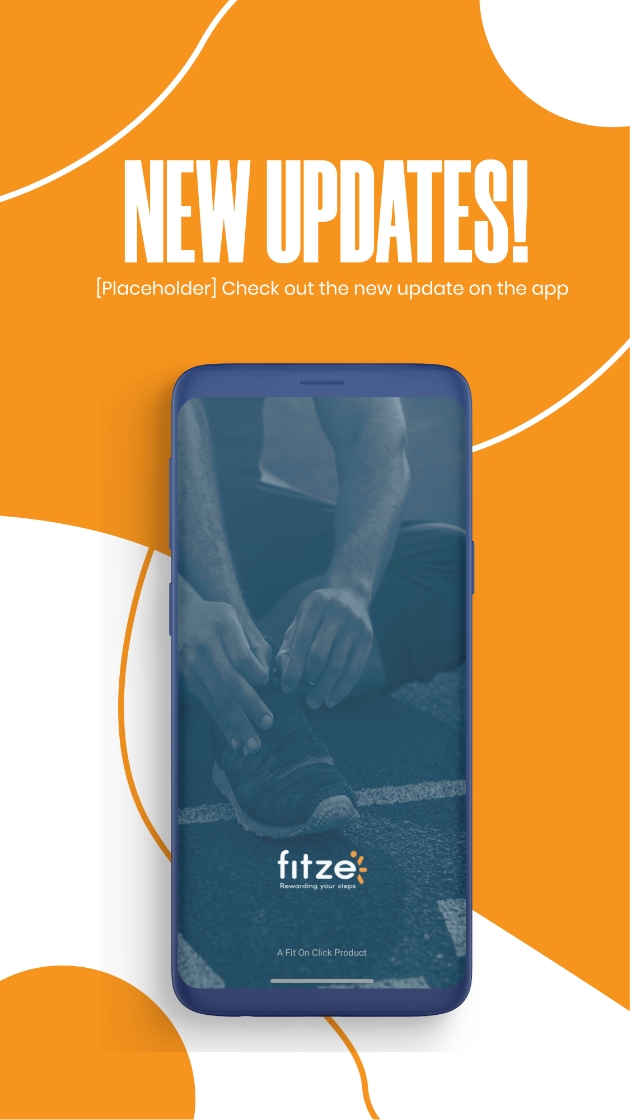 NEW UPDATES!
[Placeholder] Check out the new update on the app
fitze
Rewarding your steps
A Fit On Click Product